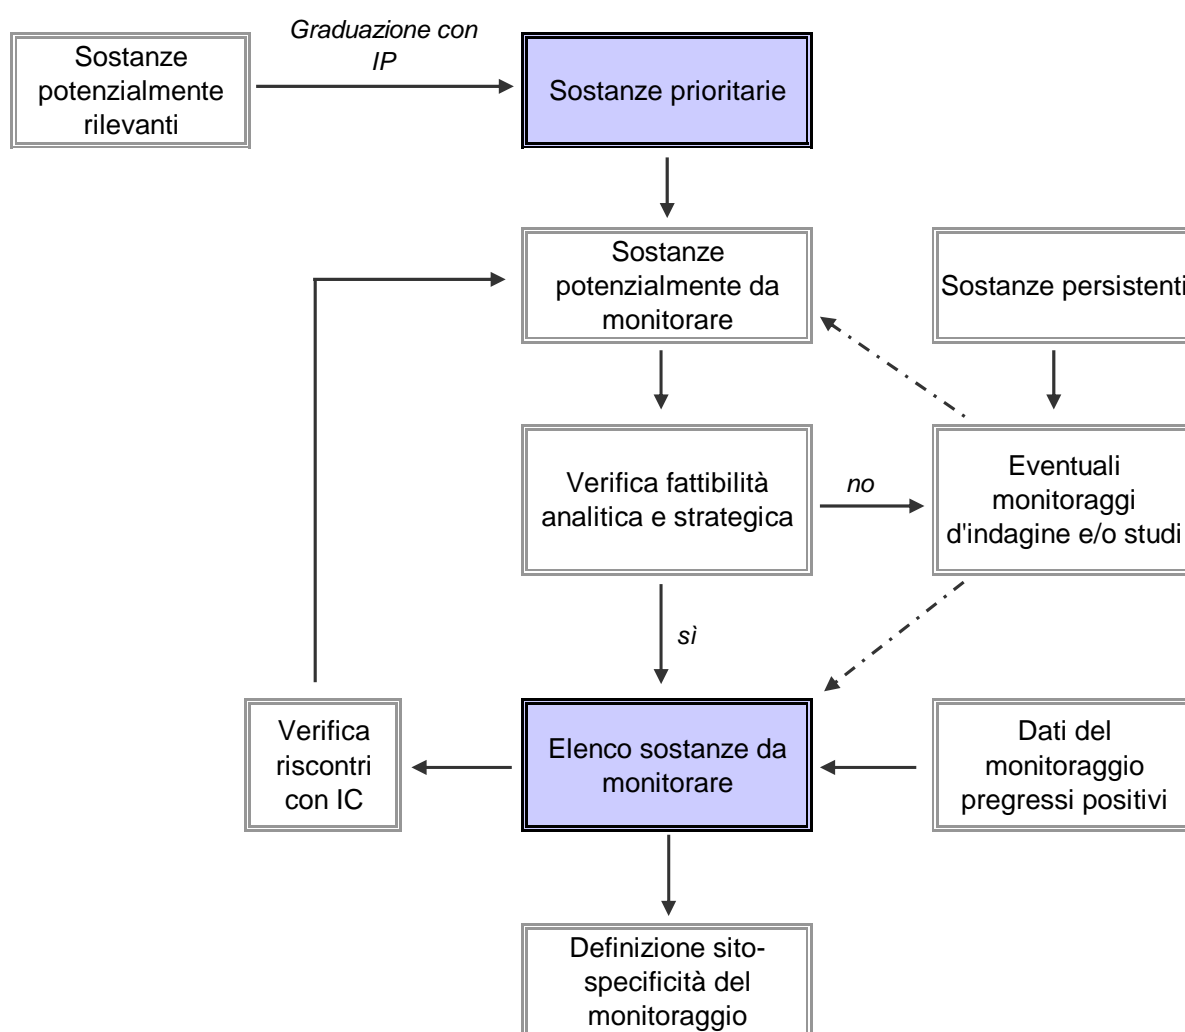 Graduazione con
IP
Sostanze
potenzialmente
rilevanti
Sostanze prioritarie
Sostanze
potenzialmente da
monitorare
Sostanze persistenti
Verifica fattibilità
analitica e strategica
no
Eventuali
monitoraggi
d'indagine e/o studi
sì
Verifica
riscontri
con IC
Elenco sostanze da
monitorare
Dati del
monitoraggio
pregressi positivi
Definizione sito-
specificità del
monitoraggio